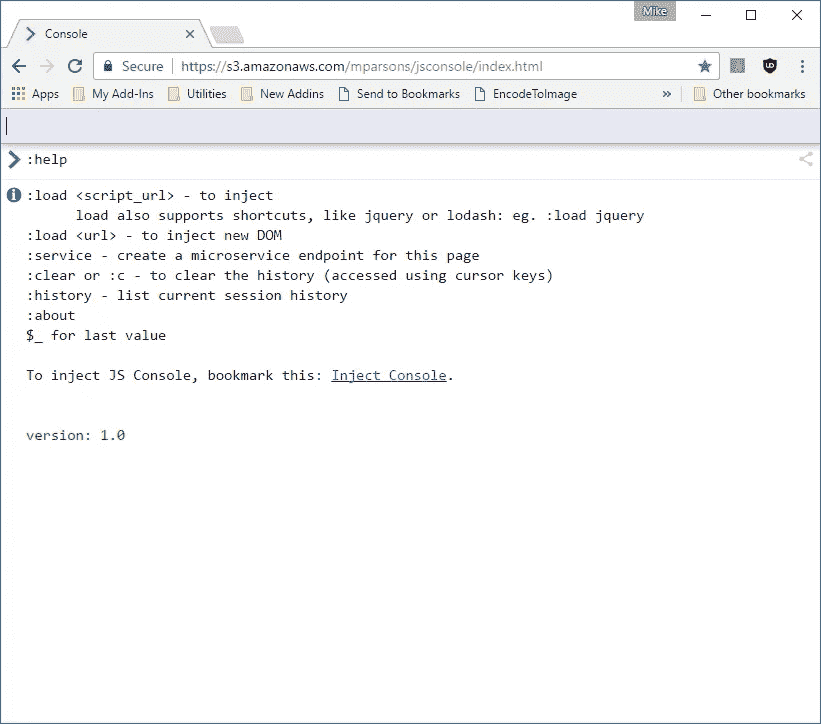 Mike
Console
Secure https://s3.amazonaws.com/mparsons/jsconsole/index.html
Apps My Add-Ins Utilities New Addins Send to Bookmarks EncodeToImage » Other bookmarks
:help
:load <script_url> - to inject
load also supports shortcuts, like jquery or lodash: eg. :load jquery
:load <url> - to inject new DOM
:service - create a microservice endpoint for this page
:clear or :c - to clear the history (accessed using cursor keys)
:history - list current session history
:about
$_ for last value
To inject JS Console, bookmark this: Inject Console.
version: 1.0